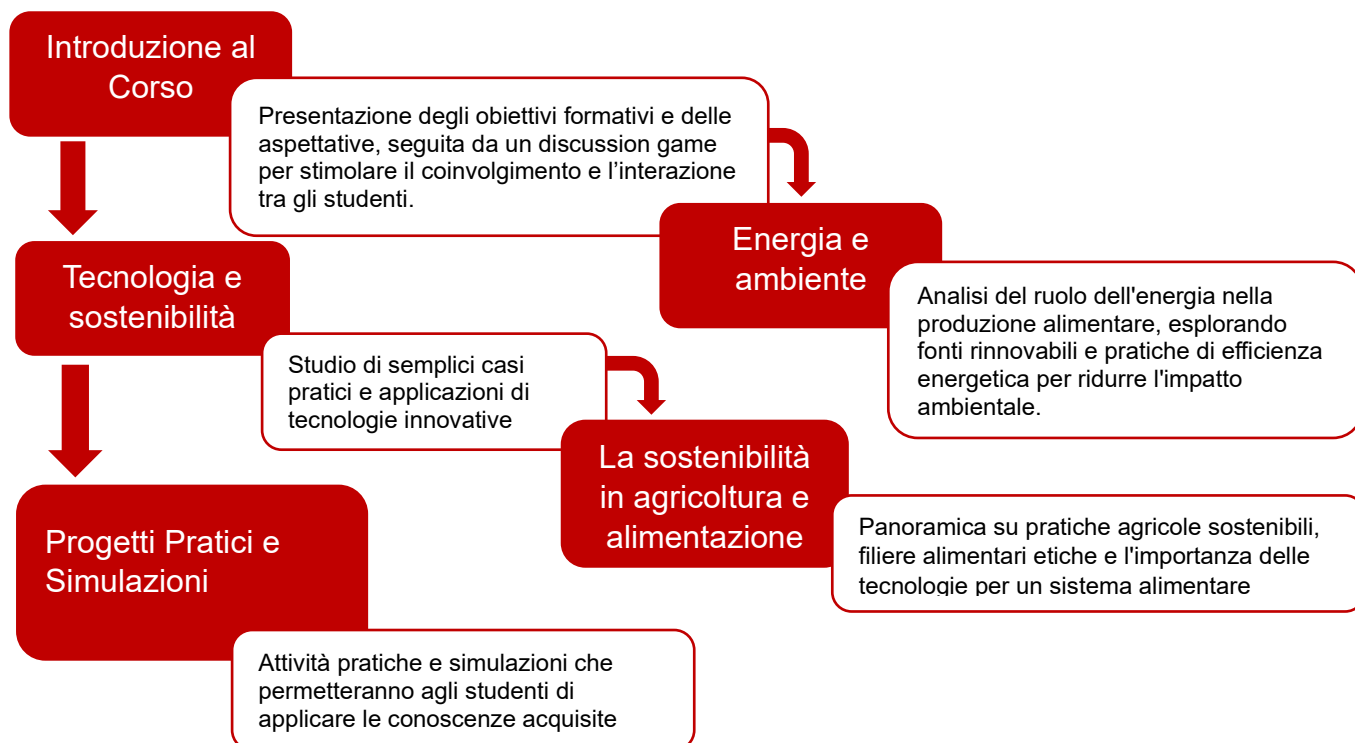 Introduzione al
Corso
Presentazione degli obiettivi formativi e delle
aspettative, seguita da un discussion game
per stimolare il coinvolgimento e l’interazione
tra gli studenti.
Energia e
ambiente
Analisi del ruolo dell'energia nella
produzione alimentare, esplorando
fonti rinnovabili e pratiche di efficienza
energetica per ridurre l'impatto
ambientale.
Tecnologia e
sostenibilità
Studio di semplici casi
pratici e applicazioni di
tecnologie innovative
La sostenibilità
in agricoltura e
alimentazione
Panoramica su pratiche agricole sostenibili,
filiere alimentari etiche e l'importanza delle
tecnologie per un sistema alimentare
Progetti Pratici e
Simulazioni
Attività pratiche e simulazioni che
permetteranno agli studenti di
applicare le conoscenze acquisite